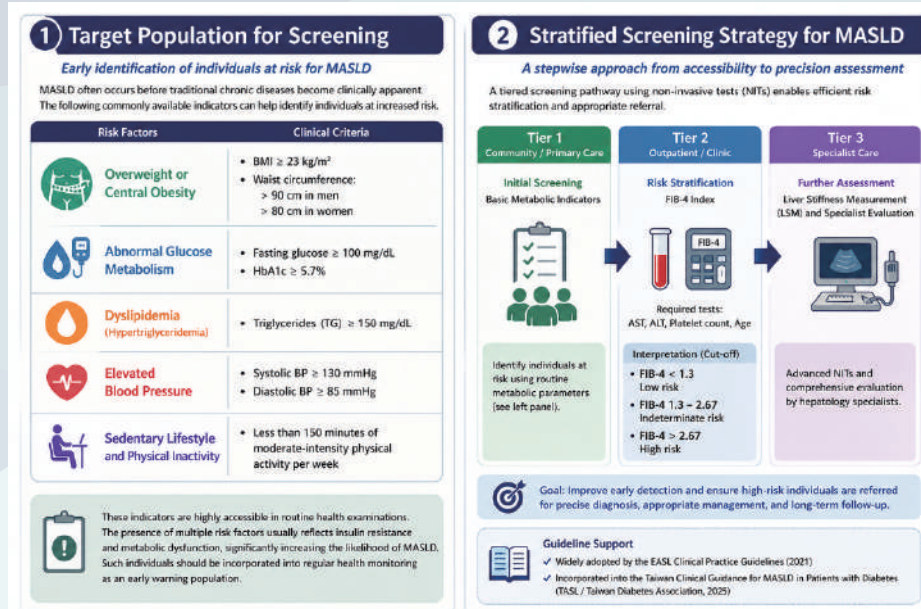 1 Target Population for Screening
Early identification of individuals at risk for MASLD
MASLD often occurs before traditional chronic diseases become clinically apparent.
The following commonly available indicators can help identify individuals at increased risk.
Risk Factors
Clinical Criteria
Overweight or
Central Obesity
• BMI ≥ 23 kg/m²
• Waist circumference:
> 90 cm in men
> 80 cm in women
Abnormal Glucose
Metabolism
• Fasting glucose ≥ 100 mg/dL
• HbA1c ≥ 5.7%
Dyslipidemia
(Hypertriglyceridemia)
• Triglycerides (TG) ≥ 150 mg/dL
Elevated
Blood Pressure
• Systolic BP ≥ 130 mmHg
• Diastolic BP ≥ 85 mmHg
Sedentary Lifestyle
and Physical Inactivity
• Less than 150 minutes of
moderate-intensity physical
activity per week
These indicators are highly accessible in routine health examinations.
The presence of multiple risk factors usually reflects insulin resistance
and metabolic dysfunction, significantly increasing the likelihood of MASLD.
Such individuals should be incorporated into regular health monitoring
as an early warning population.
2 Stratified Screening Strategy for MASLD
A stepwise approach from accessibility to precision assessment
A tiered screening pathway using non-invasive tests (NITs) enables efficient risk
stratification and appropriate referral.
Tier 1
Community / Primary Care
Initial Screening
Basic Metabolic Indicators
Identify individuals at
risk using routine
metabolic parameters
(see left panel).
Tier 2
Outpatient / Clinic
Risk Stratification
FIB-4 Index
FIB-4
Required tests:
AST, ALT, Platelet count, Age
Interpretation (Cut-off)
• FIB-4 < 1.3
Low risk
• FIB-4 1.3 – 2.67
Indeterminate risk
• FIB-4 > 2.67
High risk
Tier 3
Specialist Care
Further Assessment
Liver Stiffness Measurement
(LSM) and Specialist Evaluation
Advanced NITs and
comprehensive evaluation
by hepatology specialists.
Goal: Improve early detection and ensure high-risk individuals are referred
for precise diagnosis, appropriate management, and long-term follow-up.
Guideline Support
✓ Widely adopted by the EASL Clinical Practice Guidelines (2021)
✓ Incorporated into the Taiwan Clinical Guidance for MASLD in Patients with Diabetes
(TASL / Taiwan Diabetes Association, 2025)